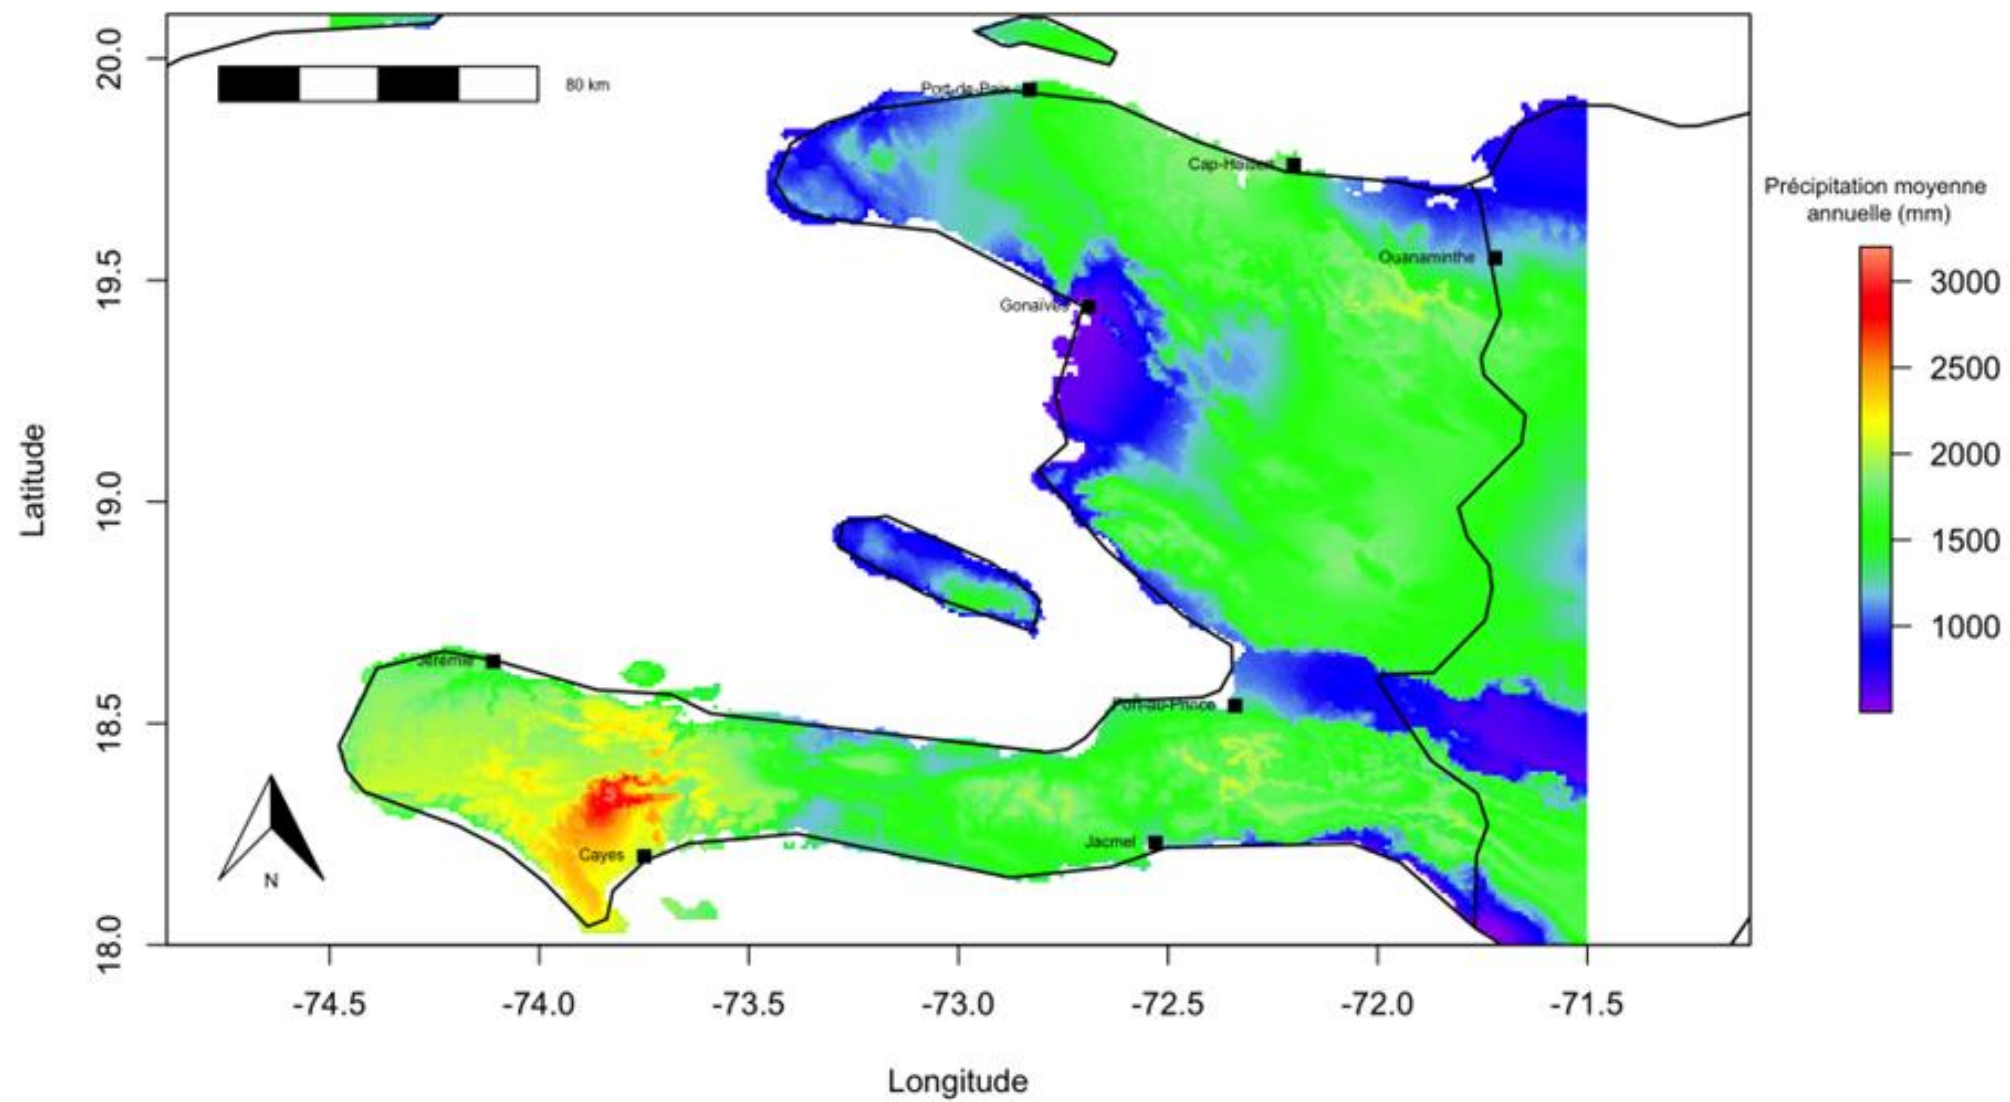 20.0
80 km
Port-de-Paix
Cap-Haïtien
Précipitation moyenne
annuelle (mm)
Ouanaminthe
19.5
Gonaïves
3000
2500
2000
1500
1000
Latitude
19.0
Jérémie
18.5
Port-au-Prince
Cayes
Jacmel
N
18.0
-74.5
-74.0
-73.5
-73.0
-72.5
-72.0
-71.5
Longitude